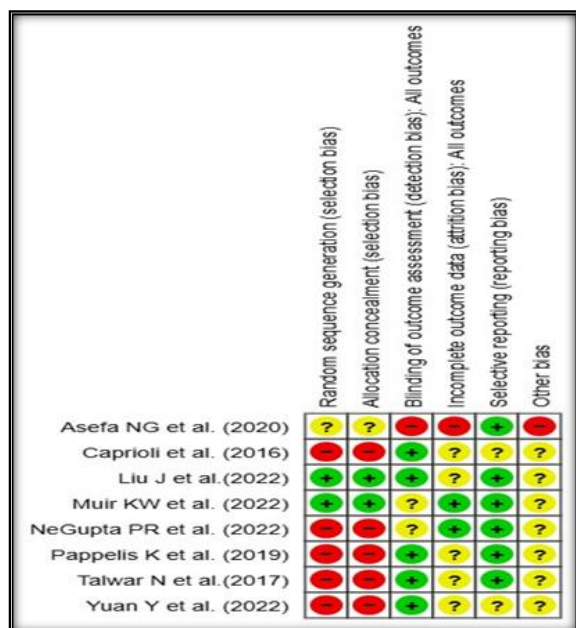 Random sequence generation (selection bias)
Allocation concealment (selection bias)
Blinding of outcome assessment (detection bias): All outcomes
Incomplete outcome data (attrition bias): All outcomes
Selective reporting (reporting bias)
Other bias
Asefa NG et al. (2020) ? ? - - + -
Caprioli et al. (2016) - - + ? ? ?
Liu J et al.(2022) + + + ? + ?
Muir KW et al. (2022) + + ? + + ?
NeGupta PR et al. (2022) - - ? + + ?
Pappelis K et al. (2019) - - + ? + ?
Talwar N et al.(2017) - - + ? + ?
Yuan Y et al. (2022) - - + ? ? ?